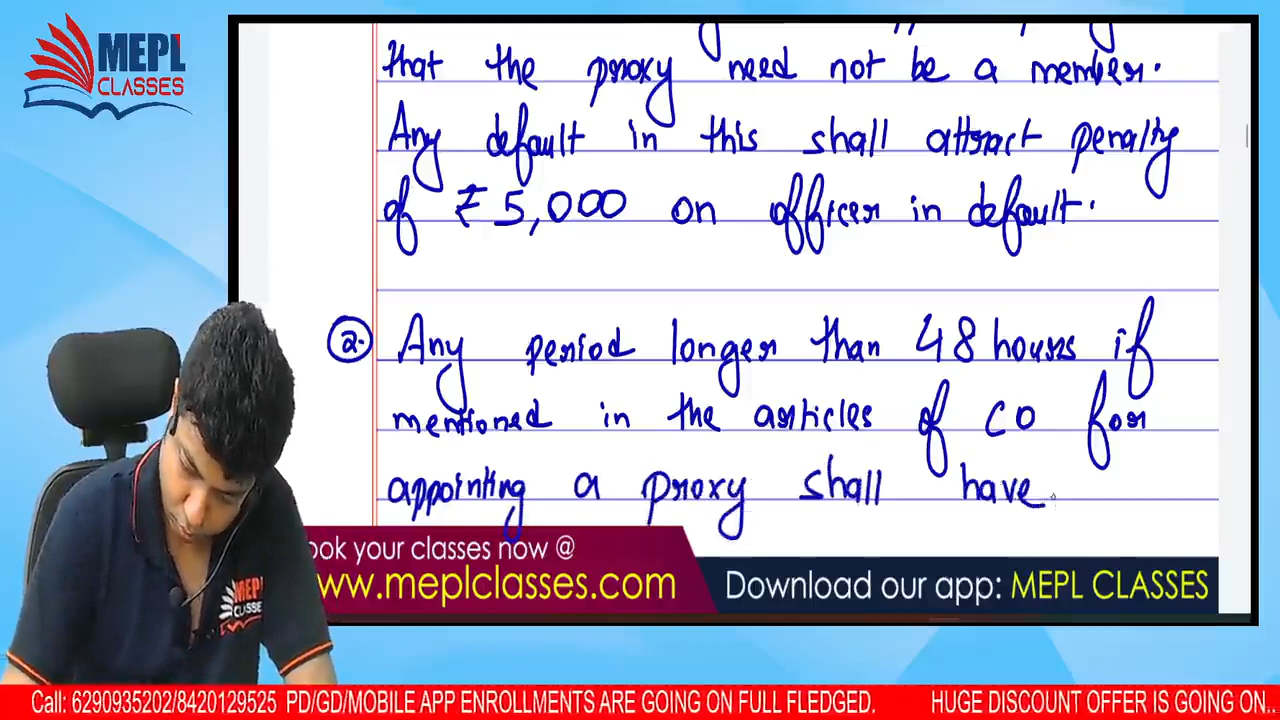 MEPL
CLASSES
that the proxy need not be a member.
Any default in this shall attract penalty
of ₹ 5,000 on officer in default.
2. Any period longer than 48 hours if
mentioned in the articles of CO for
appointing a proxy shall have
MEPL
CLASSES
ook your classes now @
www.meplclasses.com
Download our app: MEPL CLASSES
Call: 6290935202/8420129525 PD/GD/MOBILE APP ENROLLMENTS ARE GOING ON FULL FLEDGED. HUGE DISCOUNT OFFER IS GOING ON..